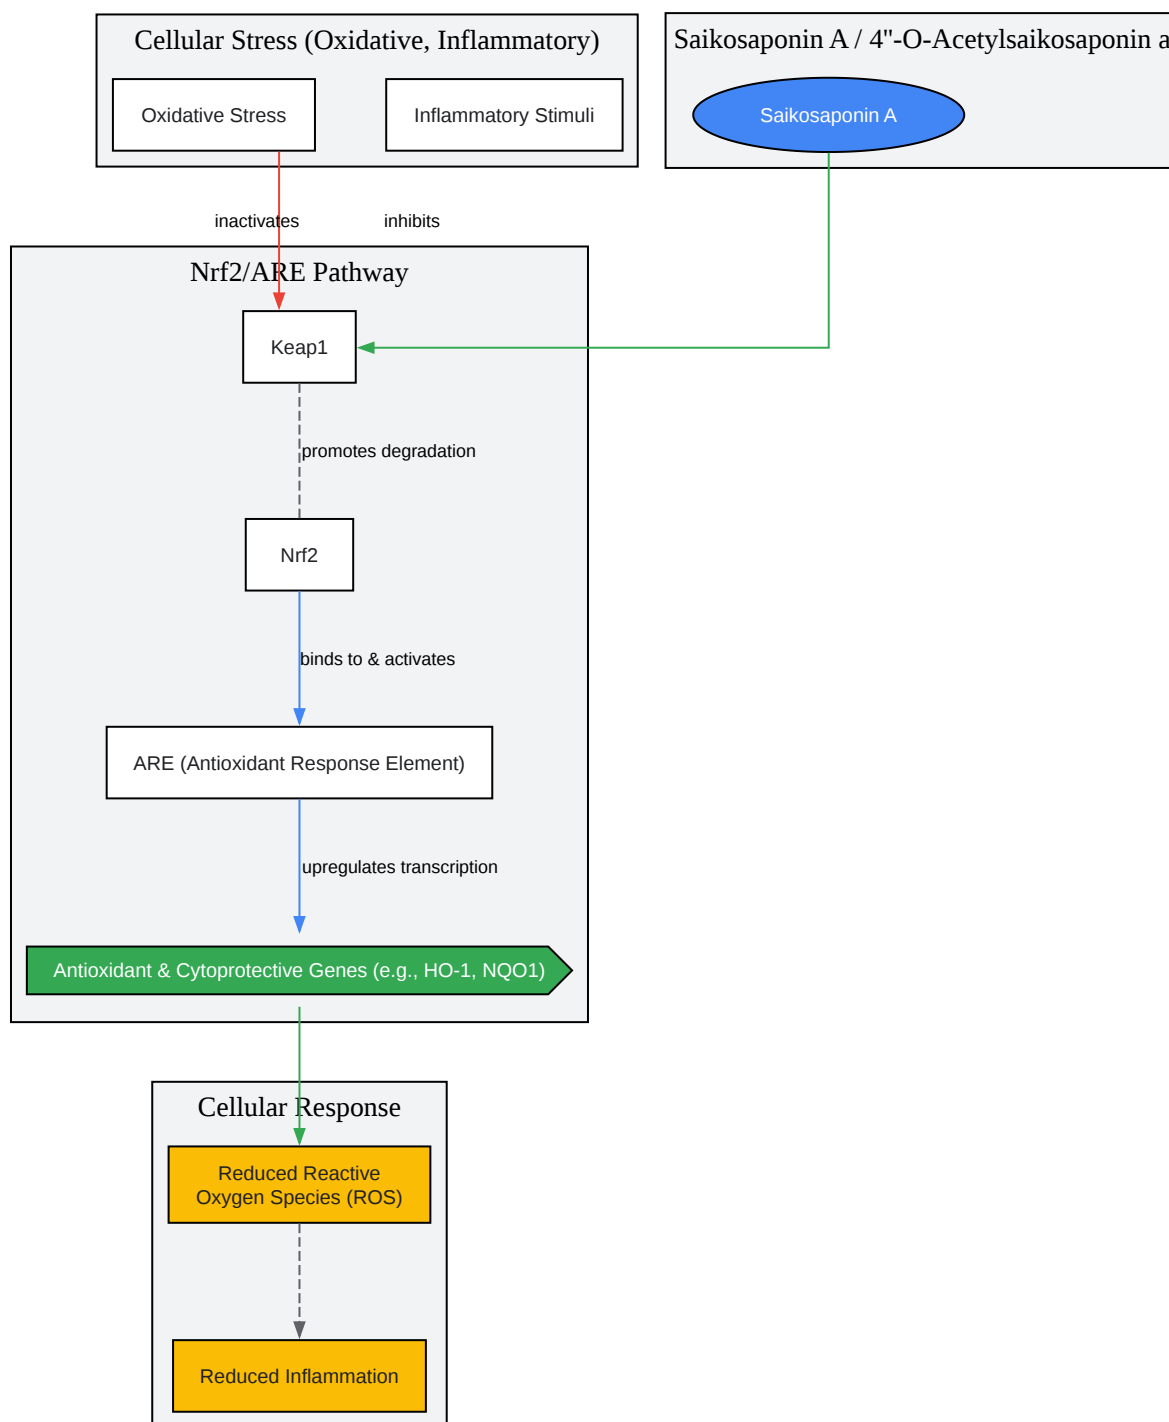 Cellular Stress (Oxidative, Inflammatory)
Saikosaponin A / 4"-O-Acetylsaikosaponin a
Oxidative Stress
Inflammatory Stimuli
Saikosaponin A
inactivates
inhibits
Nrf2/ARE Pathway
Keap1
promotes degradation
Nrf2
binds to & activates
ARE (Antioxidant Response Element)
upregulates transcription
Antioxidant & Cytoprotective Genes (e.g., HO-1, NQO1)
Cellular Response
Reduced Reactive
Oxygen Species (ROS)
Reduced Inflammation